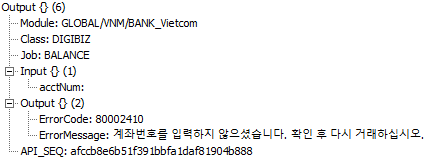 Output {} (6)
Module: GLOBAL/VNM/BANK_Vietcom
Class: DIGIBIZ
Job: BALANCE
Input {} (1)
acctNum:
Output {} (2)
ErrorCode: 80002410
ErrorMessage: 계좌번호를 입력하지 않으셨습니다. 확인 후 다시 거래하십시오.
API_SEQ: afccb8e6b51f391bbfa1daf81904b888